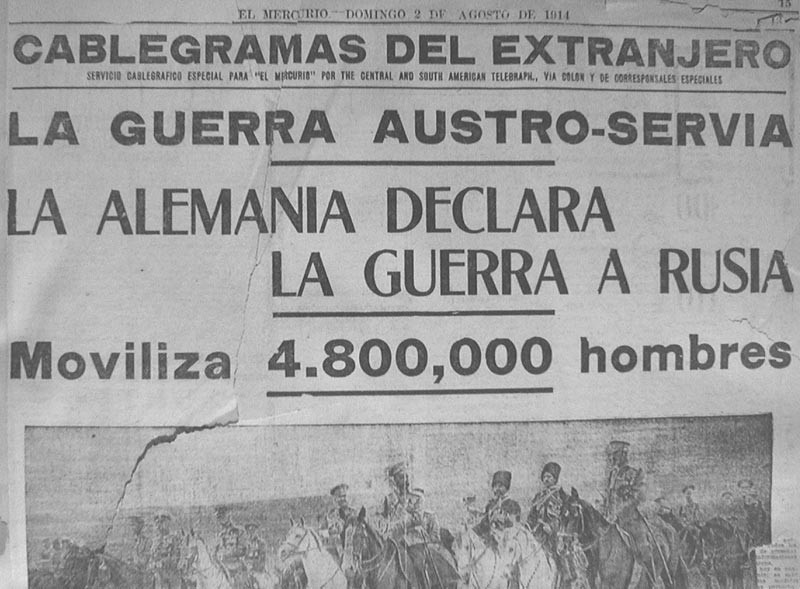 EL MERCURIO — DOMINGO 2 DE AGOSTO DE 1914
15
CABLEGRAMAS DEL EXTRANJERO
SERVICIO CABLEGRAFICO ESPECIAL PARA "EL MERCURIO" POR THE CENTRAL AND SOUTH AMERICAN TELEGRAPH., VIA COLON Y DE CORRESPONSALES ESPECIALES
LA GUERRA AUSTRO-SERVIA
LA ALEMANIA DECLARA
LA GUERRA A RUSIA
Moviliza 4.800,000 hombres